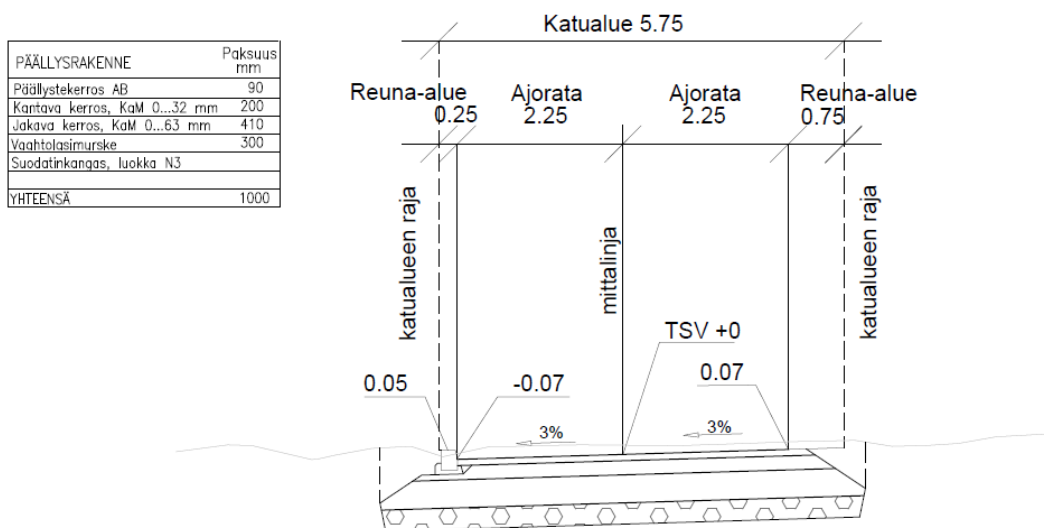 PÄÄLLYSRAKENNE Paksuus mm
Päällystekerros AB 90
Kantava kerros, KaM 0...32 mm 200
Jakava kerros, KaM 0...63 mm 410
Vaahtolasimurske 300
Suodatinkangas, luokka N3
YHTEENSÄ 1000
Katualue 5.75
Reuna-alue 0.25
Ajorata 2.25
Ajorata 2.25
Reuna-alue 0.75
katualueen raja
mittalinja
katualueen raja
TSV +0
0.05
-0.07
0.07
3%
3%